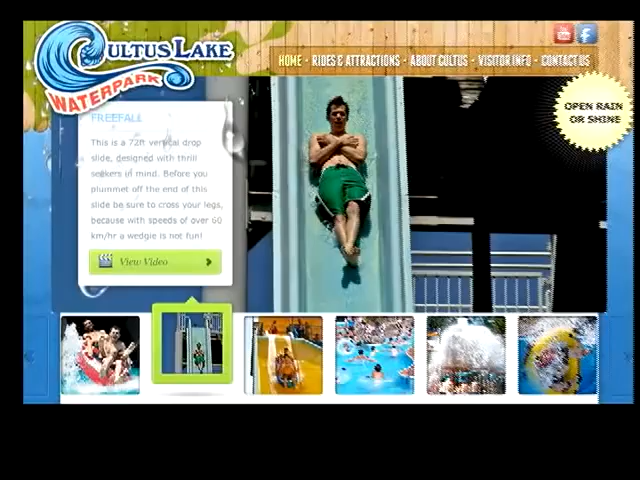 CULTUS LAKE
WATERPARK
HOME • RIDES & ATTRACTIONS • ABOUT CULTUS • VISITOR INFO • CONTACT US
You Tube f
OPEN RAIN
OR SHINE
FREEFALL
This is a 72ft vertical drop
slide, designed with thrill
seekers in mind. Before you
plummet off the end of this
slide be sure to cross your legs,
because with speeds of over 60
km/hr a wedgie is not fun!
View Video